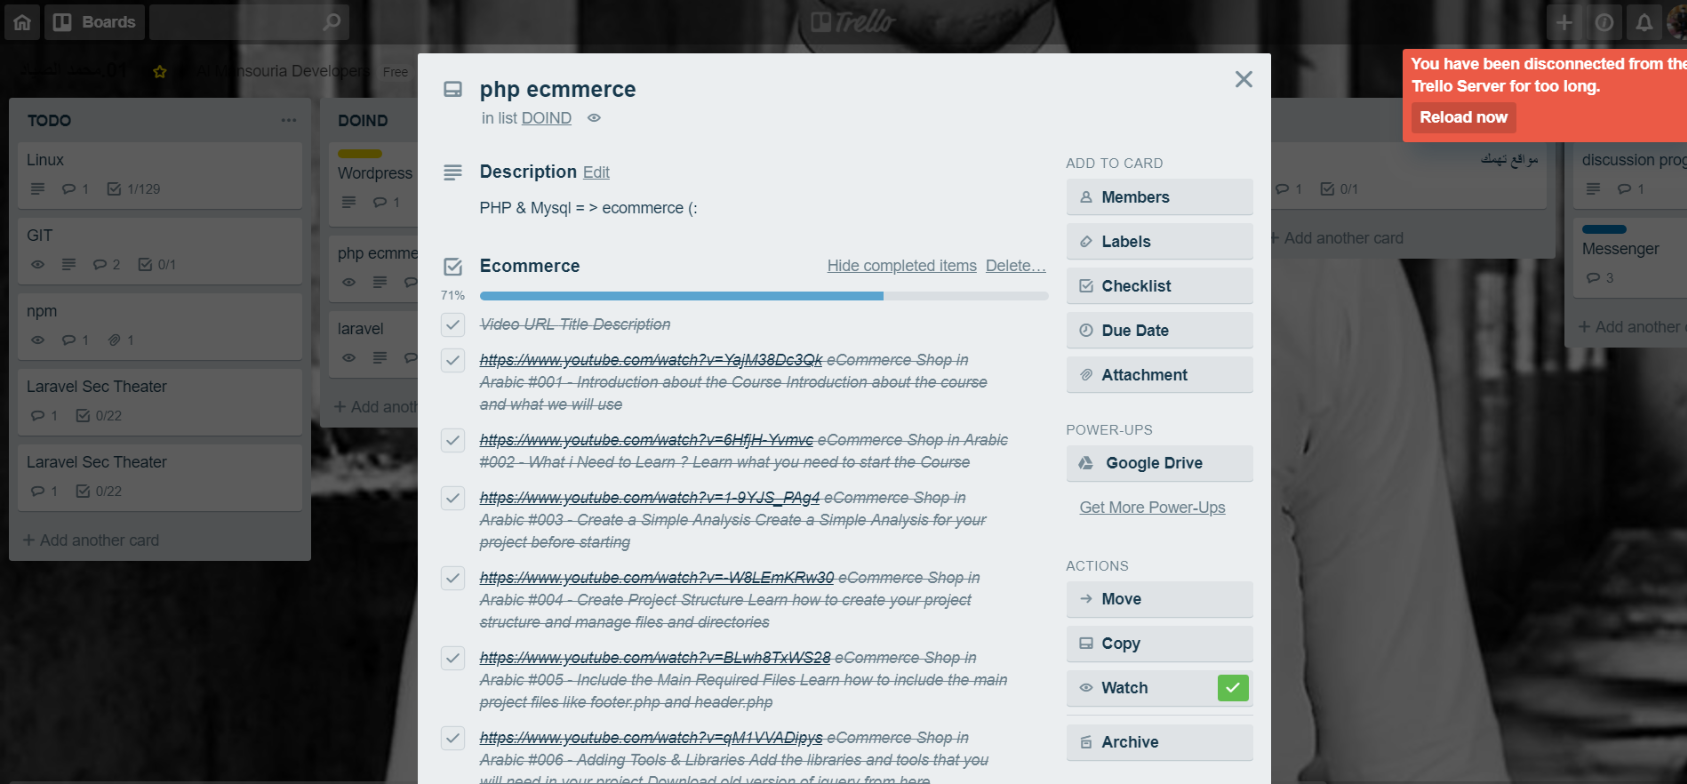 Boards
Trello
Al Mansouria Developers
Free
You have been disconnected from the
Trello Server for too long.
Reload now
TODO
Linux
1
1/129
GIT
2
0/1
npm
1
1
Laravel Sec Theater
1
0/22
Laravel Sec Theater
1
0/22
+ Add another card
DOIND
Wordpress
1
php ecmme
laravel
+ Add anoth
php ecmmerce
in list DOIND
Description Edit
PHP & Mysql = > ecommerce (:
Ecommerce
Hide completed items Delete…
71%
Video URL Title Description
https://www.youtube.com/watch?v=YajM38Dc3Qk eCommerce Shop in
Arabic #001 - Introduction about the Course Introduction about the course
and what we will use
https://www.youtube.com/watch?v=6HfjH-Yvmvc eCommerce Shop in Arabic
#002 - What i Need to Learn ? Learn what you need to start the Course
https://www.youtube.com/watch?v=1-9YJS_PAg4 eCommerce Shop in
Arabic #003 - Create a Simple Analysis Create a Simple Analysis for your
project before starting
https://www.youtube.com/watch?v=-W8LEmKRw30 eCommerce Shop in
Arabic #004 - Create Project Structure Learn how to create your project
structure and manage files and directories
https://www.youtube.com/watch?v=BLwh8TxWS28 eCommerce Shop in
Arabic #005 - Include the Main Required Files Learn how to include the main
project files like footer.php and header.php
https://www.youtube.com/watch?v=qM1VVADipys eCommerce Shop in
Arabic #006 - Adding Tools & Libraries Add the libraries and tools that you
will need in your project Download old version of jquery from here
ADD TO CARD
Members
Labels
Checklist
Due Date
Attachment
POWER-UPS
Google Drive
Get More Power-Ups
ACTIONS
Move
Copy
Watch
Archive
مواقع تهمك
1
0/1
+ Add another card
discussion prog
1
Messenger
3
+ Add another